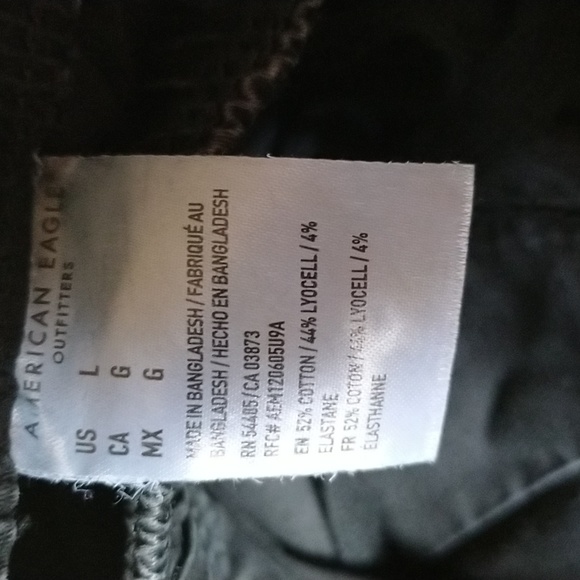 AMERICAN EAGLE
OUTFITTERS
US L
CA G
MX G
MADE IN BANGLADESH / FABRIQUÉ AU
BANGLADESH / HECHO EN BANGLADESH
RN 54485/CA 03873
RFC# AEM120605U9A
EN 52% COTTON / 44% LYOCELL / 4%
ELASTANE
FR 52% COTON / 44% LYOCELL / 4%
ÉLASTHANNE